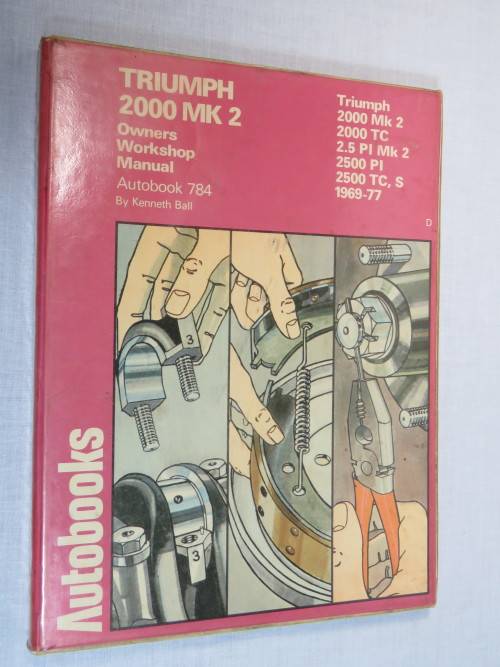 TRIUMPH
2000 MK 2
Owners
Workshop
Manual
Autobook 784
By Kenneth Ball
Triumph
2000 Mk 2
2000 TC
2.5 PI Mk 2
2500 PI
2500 TC, S
1969-77
D
3
3
Autobooks